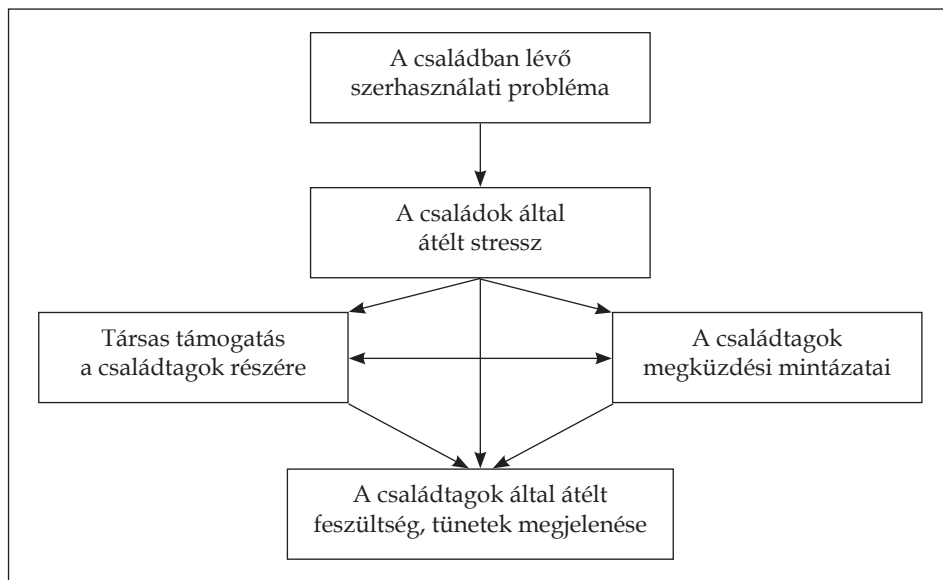 A családban lévő
szerhasználati probléma
A családok által
átélt stressz
Társas támogatás
a családtagok részére
A családtagok
megküzdési mintázatai
A családtagok által átélt
feszültség, tünetek megjelenése